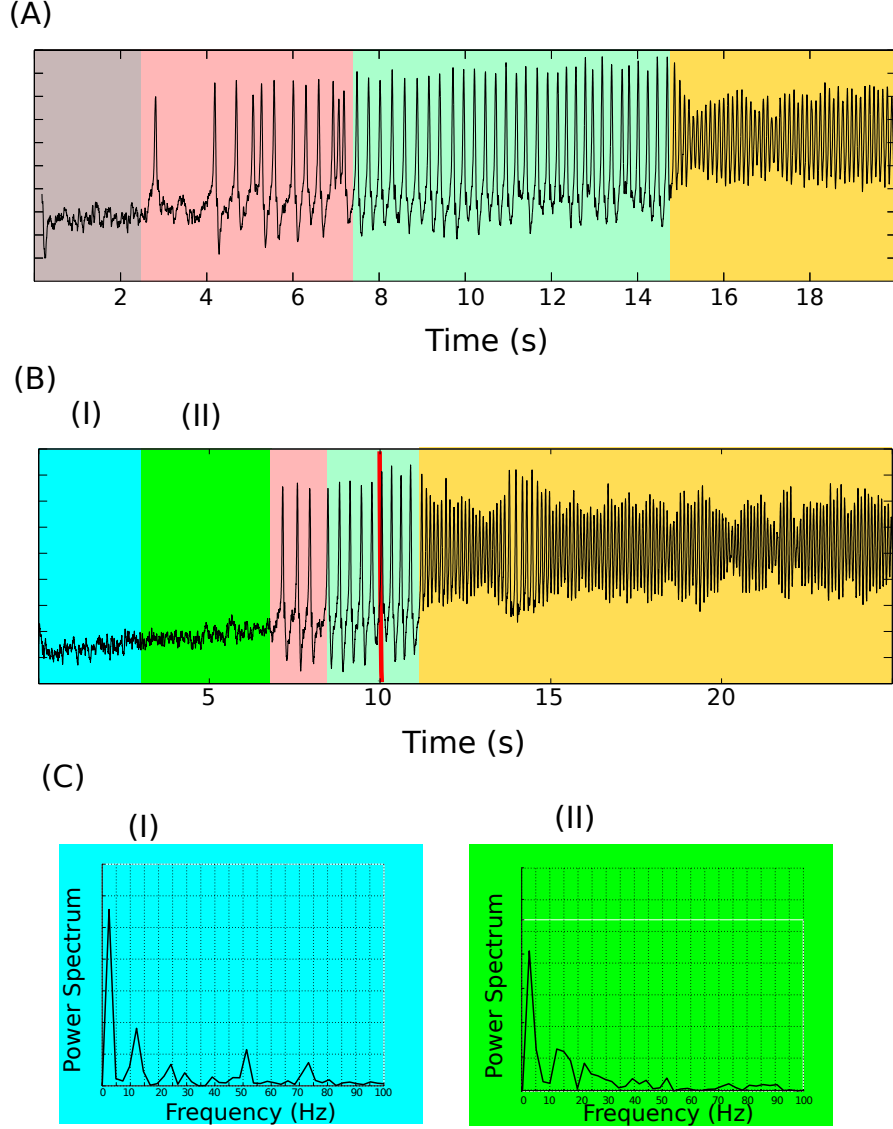 (A)
2 4 6 8 10 12 14 16 18
Time (s)
(B)
(I) (II)
5 10 15 20
Time (s)
(C)
(I) (II)
Power Spectrum
0 10 20 30 40 50 60 70 80 90 100
Frequency (Hz)
Power Spectrum
0 10 20 30 40 50 60 70 80 90 100
Frequency (Hz)